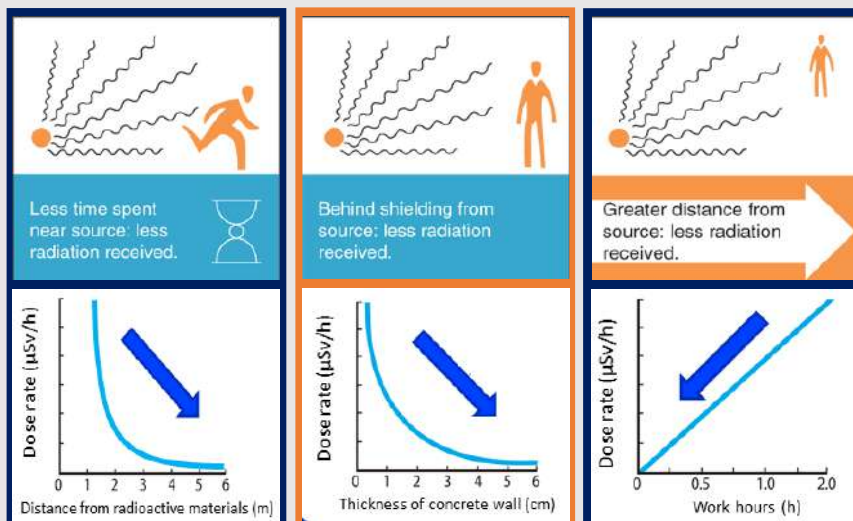 Less time spent
near source: less
radiation received.
Behind shielding from
source: less radiation
received.
Greater distance from
source: less radiation
received.
Dose rate (µSv/h)
0 1 2 3 4 5 6
Distance from radioactive materials (m)
Dose rate (µSv/h)
0 1 2 3 4 5 6
Thickness of concrete wall (cm)
Dose rate (µSv/h)
0 0.5 1.0 2.0
Work hours (h)